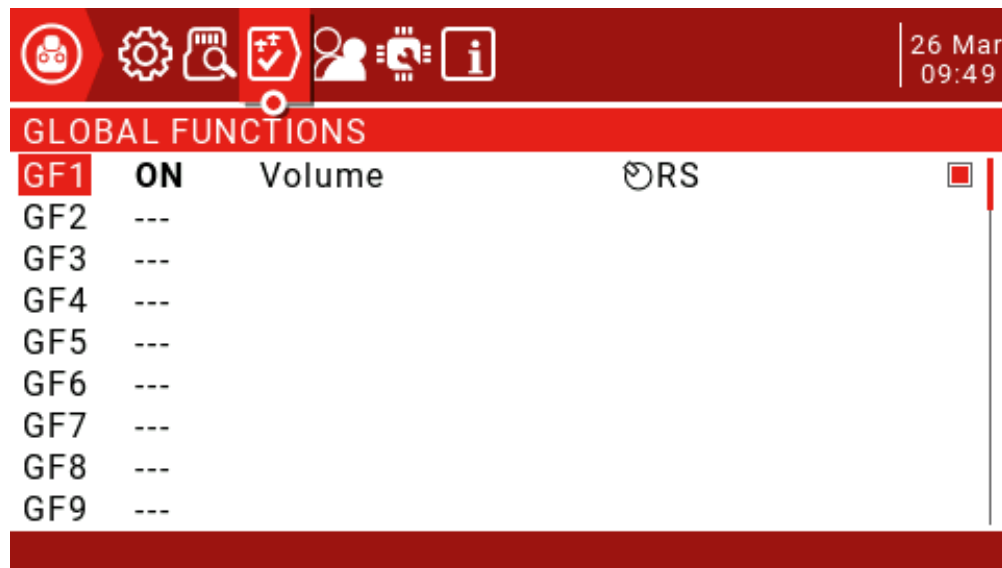 26 Mar
09:49
GLOBAL FUNCTIONS
GF1 ON Volume RS
GF2 ---
GF3 ---
GF4 ---
GF5 ---
GF6 ---
GF7 ---
GF8 ---
GF9 ---